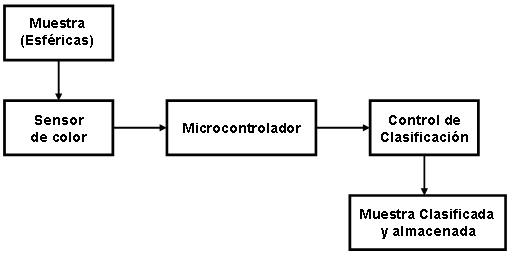 Muestra
(Esféricas)
Sensor
de color
Microcontrolador
Control de
Clasificación
Muestra Clasificada
y almacenada